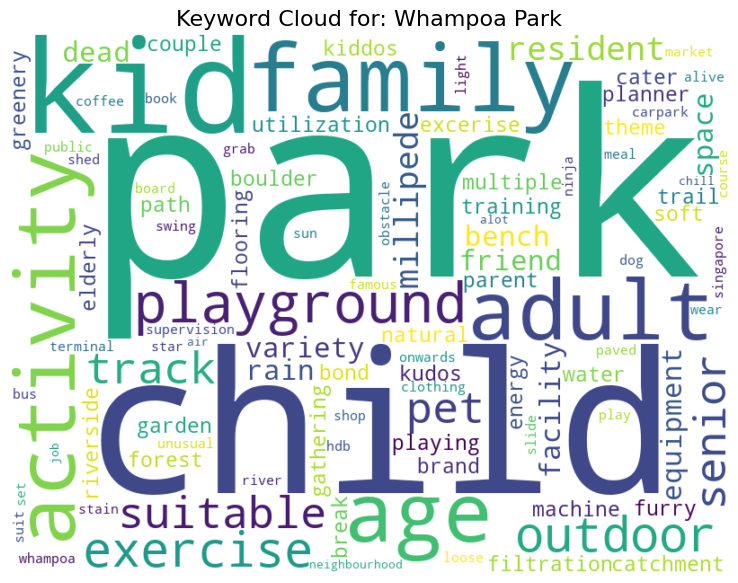 Keyword Cloud for: Whampoa Park
kid
family
park
child
activity
playground
adult
age
exercise
outdoor
senior
suitable
track
pet
resident
dead
couple
kiddos
light
market
alive
coffee
book
cater
planner
carpark
greenery
utilization
excerise
theme
space
public
shed
grab
board
path
swing
boulder
sun
obstacle
millipede
multiple
training
alot
ninja
meal
chill
course
trail
soft
bench
friend
parent
dog
singapore
wear
elderly
flooring
famous
supervision
star
air
terminal
natural
variety
rain
bond
kudos
onwards
clothing
energy
facility
paved
water
equipment
play
slide
bus
job
riverside
garden
unusual
forest
shop
hdb
gathering
playing
brand
river
suit
set
stain
whampoa
break
neighbourhood
loose
machine
furry
filtration
catchment